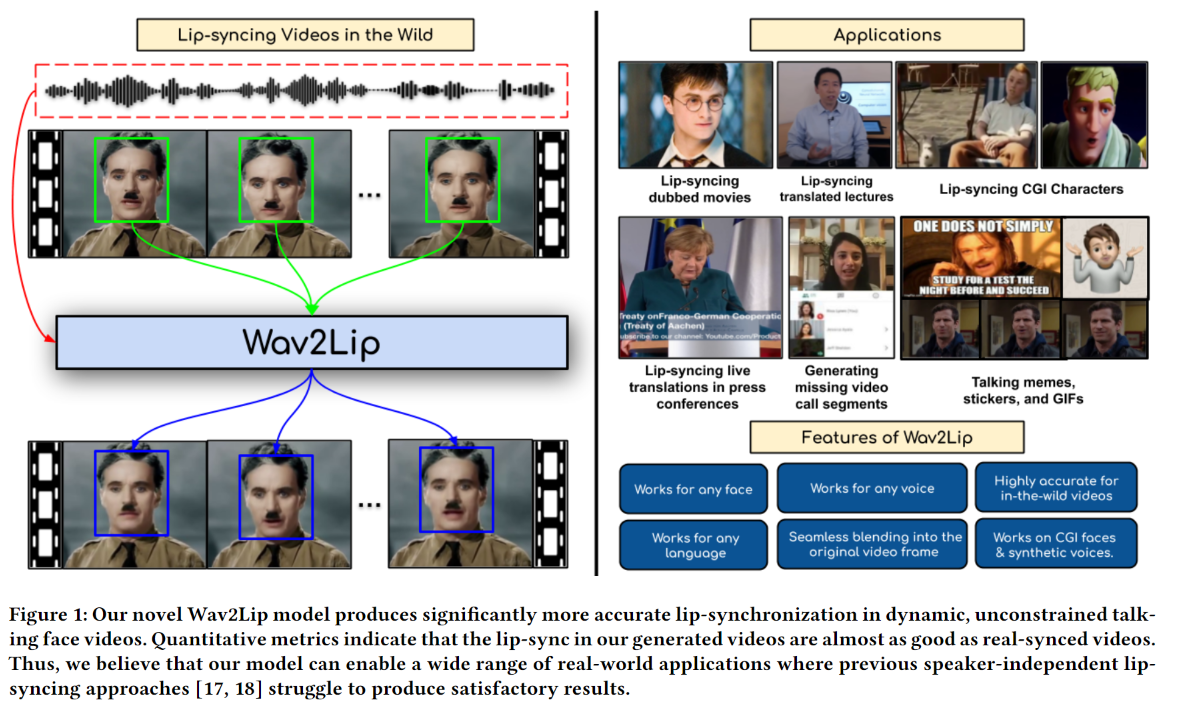 Lip-syncing Videos in the Wild
Wav2Lip
Applications
Lip-syncing
dubbed movies
Lip-syncing
translated lectures
Lip-syncing CGI Characters
Treaty onFranco-German Cooperatic
(Treaty of Aachen)
ubscribe to our channel: Youtube.com/Product
ONE DOES NOT SIMPLY
STUDY FOR A TEST THE
NIGHT BEFORE AND SUCCEED
Lip-syncing live
translations in press
conferences
Generating
missing video
call segments
Talking memes,
stickers, and GIFs
Features of Wav2Lip
Works for any face
Works for any voice
Highly accurate for
in-the-wild videos
Works for any
language
Seamless blending into the
original video frame
Works on CGI faces
& synthetic voices.
Figure 1: Our novel Wav2Lip model produces significantly more accurate lip-synchronization in dynamic, unconstrained talk-
ing face videos. Quantitative metrics indicate that the lip-sync in our generated videos are almost as good as real-synced videos.
Thus, we believe that our model can enable a wide range of real-world applications where previous speaker-independent lip-
syncing approaches [17, 18] struggle to produce satisfactory results.